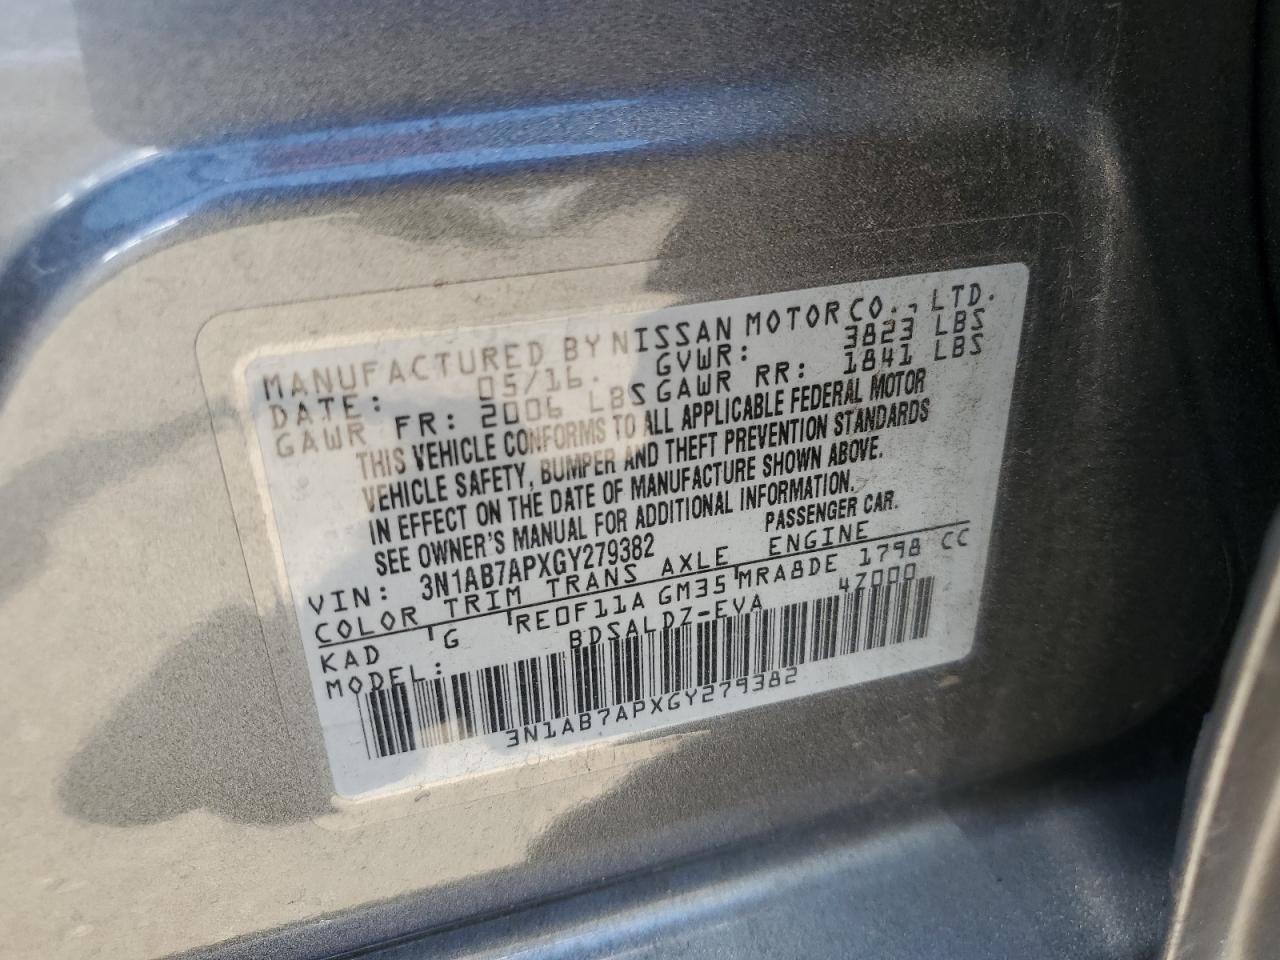 MANUFACTURED BY NISSAN MOTOR CO., LTD.
DATE: 05/16. GVWR: 3823 LBS
GAWR FR: 2006 LBS GAWR RR: 1841 LBS
THIS VEHICLE CONFORMS TO ALL APPLICABLE FEDERAL MOTOR
VEHICLE SAFETY, BUMPER AND THEFT PREVENTION STANDARDS
IN EFFECT ON THE DATE OF MANUFACTURE SHOWN ABOVE.
SEE OWNER'S MANUAL FOR ADDITIONAL INFORMATION.
VIN: 3N1AB7APXGY279382 PASSENGER CAR.
COLOR TRIM TRANS AXLE ENGINE
KAD G RE0F11A GM35 MRA8DE 1798 CC
MODEL: BDSALDZ-EVA 47000
3N1AB7APXGY279382